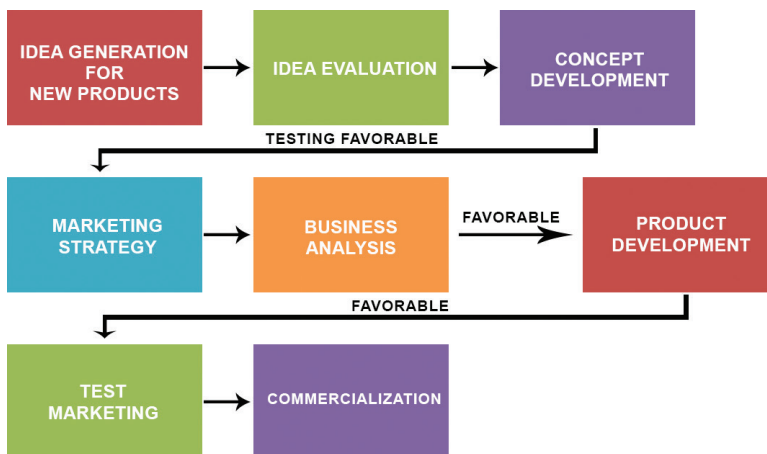 IDEA GENERATION
FOR
NEW PRODUCTS
IDEA EVALUATION
CONCEPT
DEVELOPMENT
TESTING FAVORABLE
MARKETING
STRATEGY
BUSINESS
ANALYSIS
FAVORABLE
PRODUCT
DEVELOPMENT
FAVORABLE
TEST
MARKETING
COMMERCIALIZATION